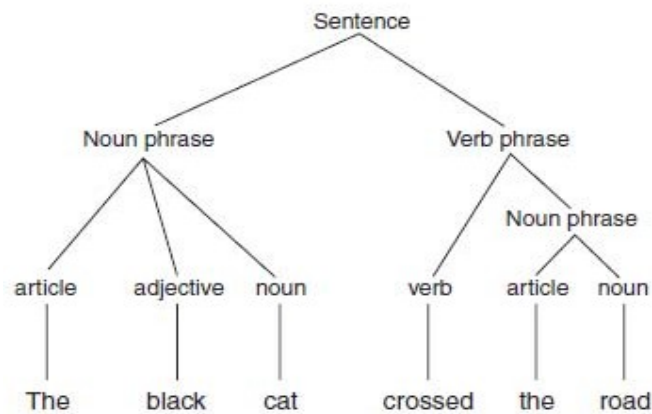 Sentence
Noun phrase Verb phrase
Noun phrase
article adjective noun verb article noun
The black cat crossed the road